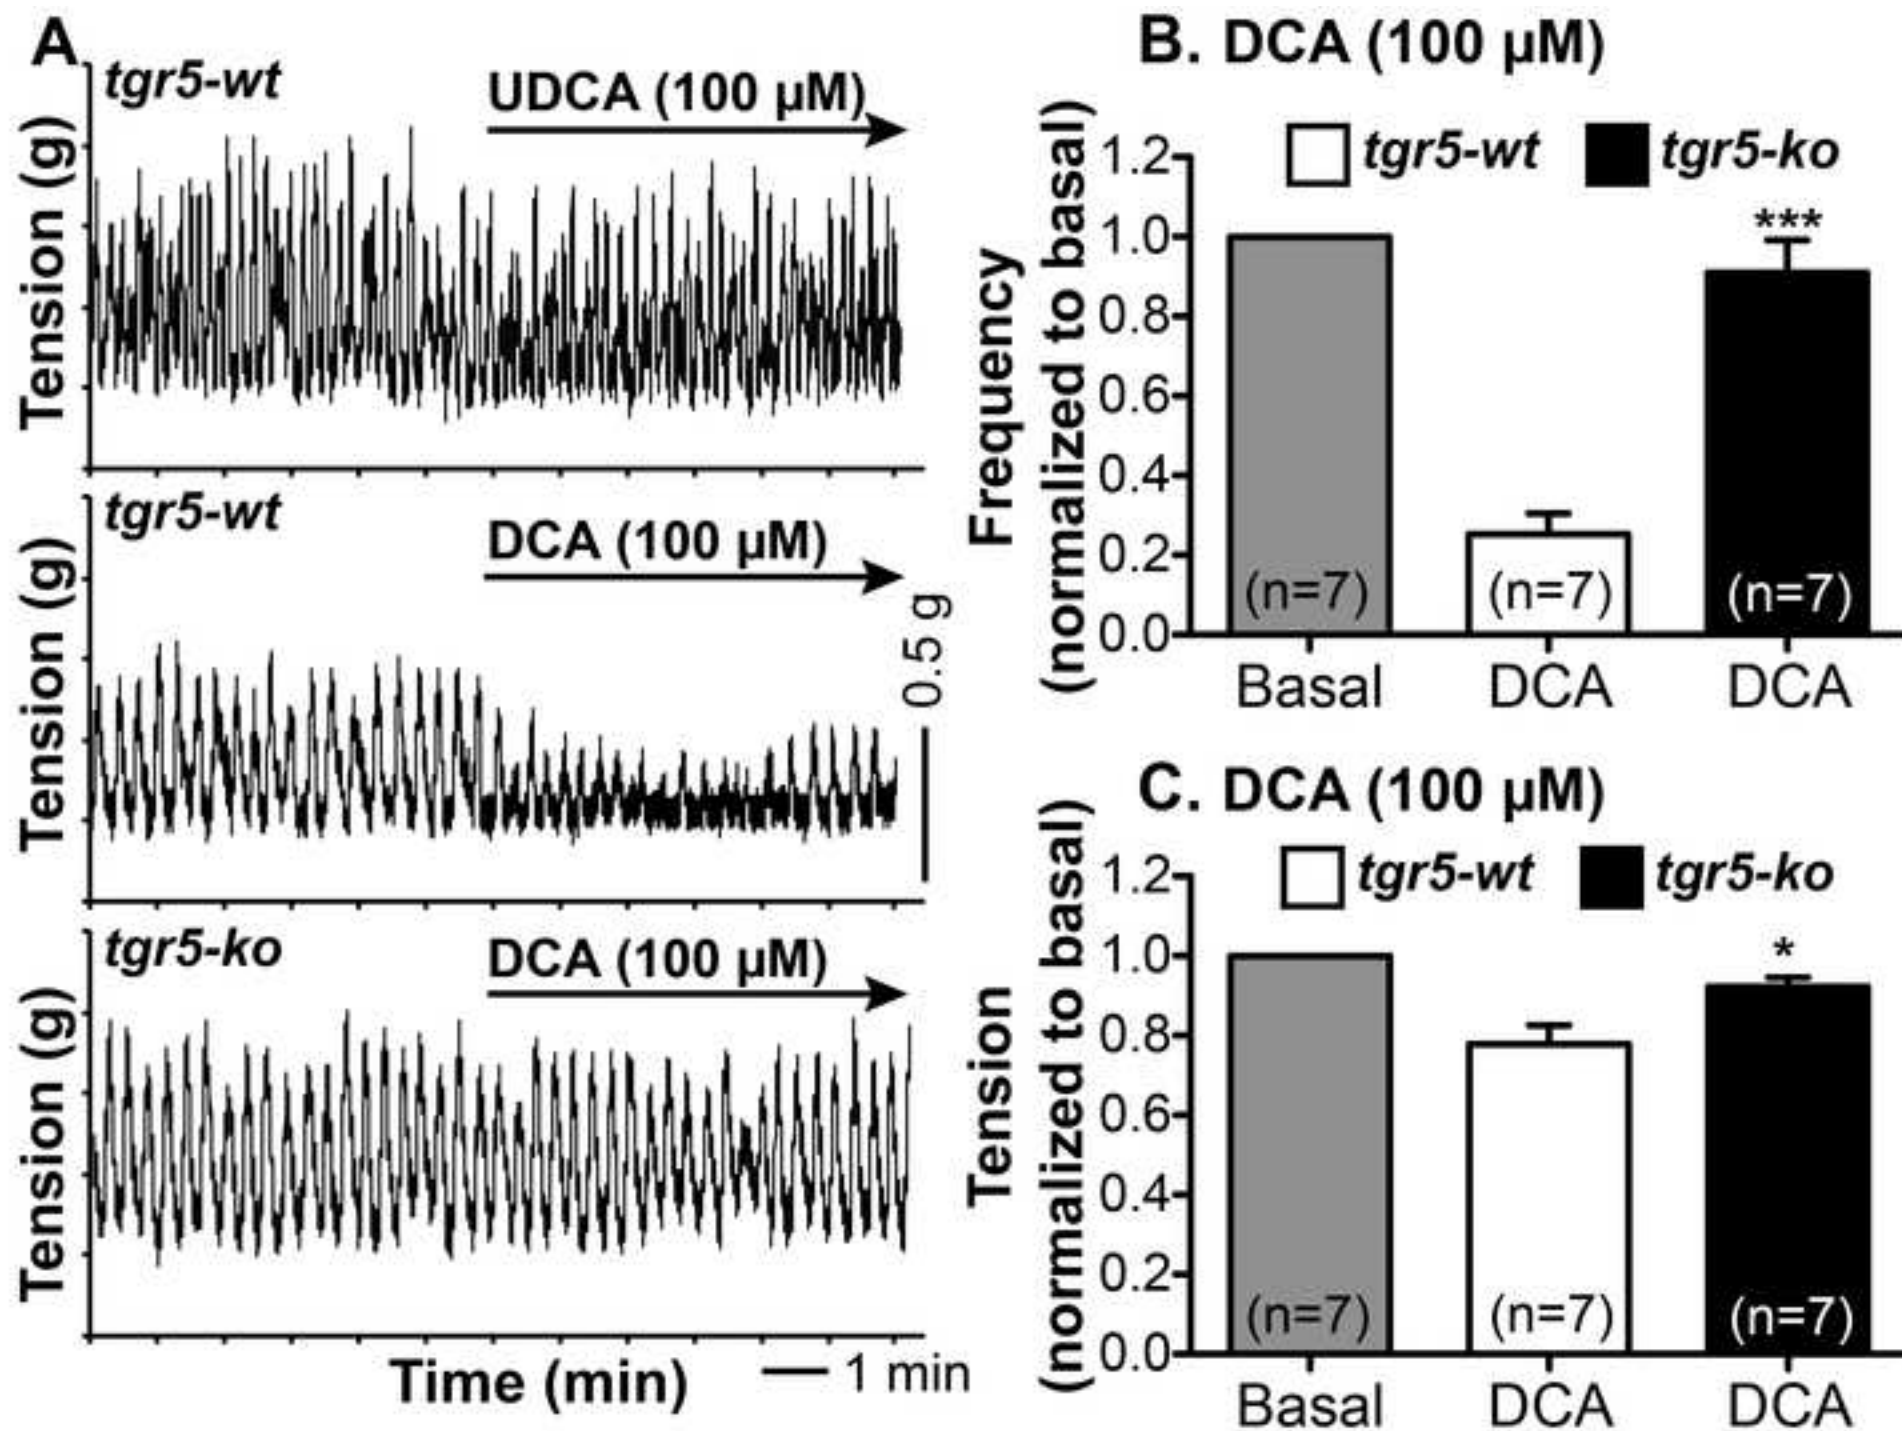 A
tgr5-wt
UDCA (100 µM)
Tension (g)
tgr5-wt
DCA (100 µM)
Tension (g)
0.5 g
tgr5-ko
DCA (100 µM)
Tension (g)
Time (min)
1 min
B. DCA (100 µM)
tgr5-wt
tgr5-ko
Frequency
(normalized to basal)
1.2
1.0
0.8
0.6
0.4
0.2
0.0
***
(n=7)
(n=7)
(n=7)
Basal
DCA
DCA
C. DCA (100 µM)
tgr5-wt
tgr5-ko
Tension
(normalized to basal)
1.2
1.0
0.8
0.6
0.4
0.2
0.0
*
(n=7)
(n=7)
(n=7)
Basal
DCA
DCA